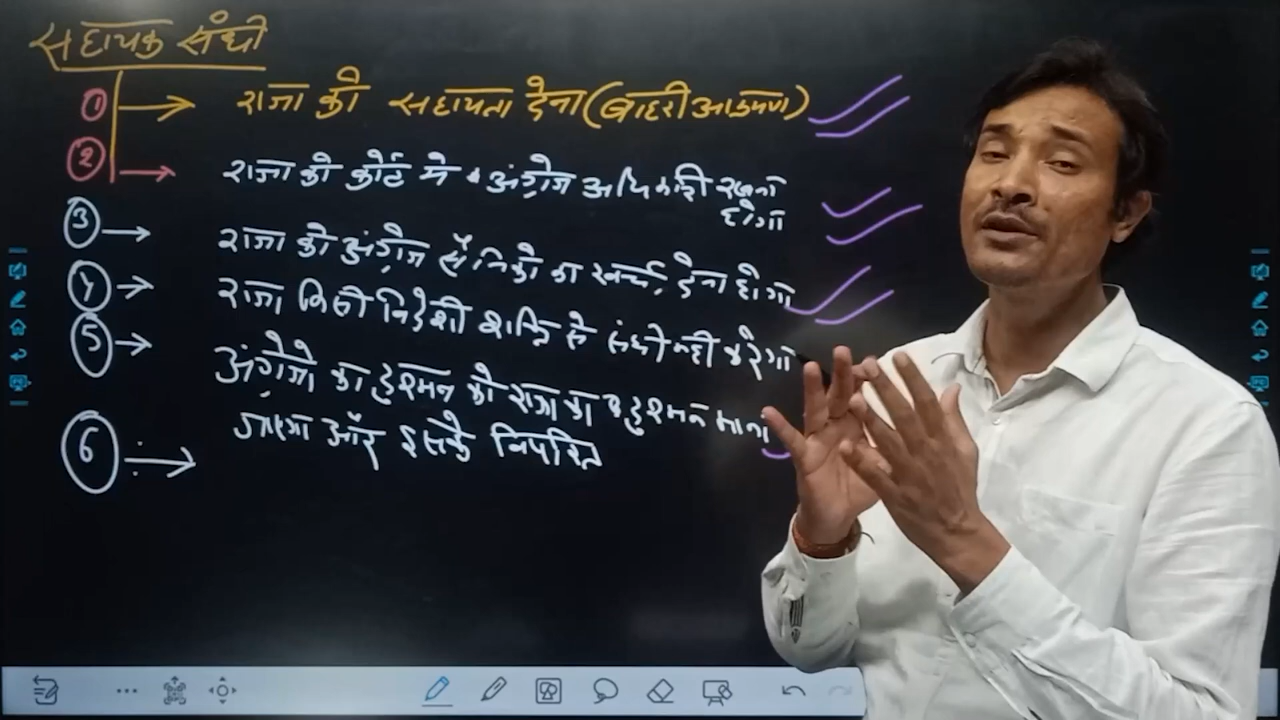 सहायक संधी
① → राजा की सहायता देना (बाहरी आक्रमण)
② → राजा को कोर्ट मे अंग्रेज अधिकारी रखना
होगा
③ → राजा को अंग्रेज सैनिको का खर्च देना होगा
④ → राजा किसी विदेशी शक्ति से संधी नही करेगा
⑤ → अंग्रेजो का दुश्मन को राजा का दुश्मन माना
जाएगा और इसके विपरित
⑥ →